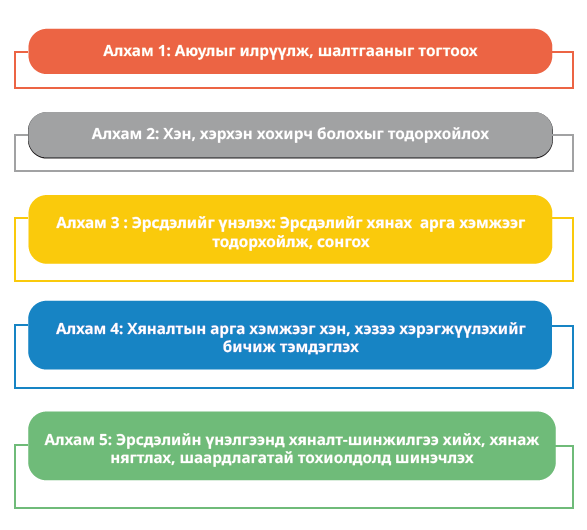 Алхам 1: Аюулыг илрүүлж, шалтгааныг тогтоох
Алхам 2: Хэн, хэрхэн хохирч болохыг тодорхойлох
Алхам 3 : Эрсдэлийг үнэлэх: Эрсдэлийг хянах арга хэмжээг
тодорхойлж, сонгох
Алхам 4: Хяналтын арга хэмжээг хэн, хэзээ хэрэгжүүлэхийг
бичиж тэмдэглэх
Алхам 5: Эрсдэлийн үнэлгээнд хяналт-шинжилгээ хийх, хянаж
нягтлах, шаардлагатай тохиолдолд шинэчлэх